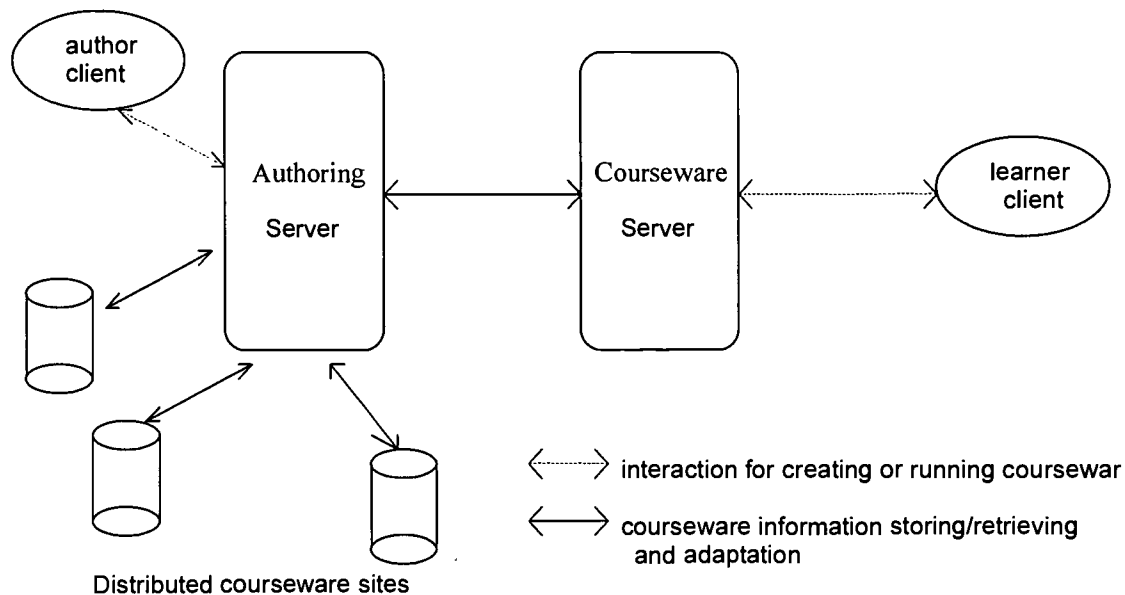 author
client
Authoring
Server
Courseware
Server
learner
client
interaction for creating or running coursewar
courseware information storing/retrieving
and adaptation
Distributed courseware sites